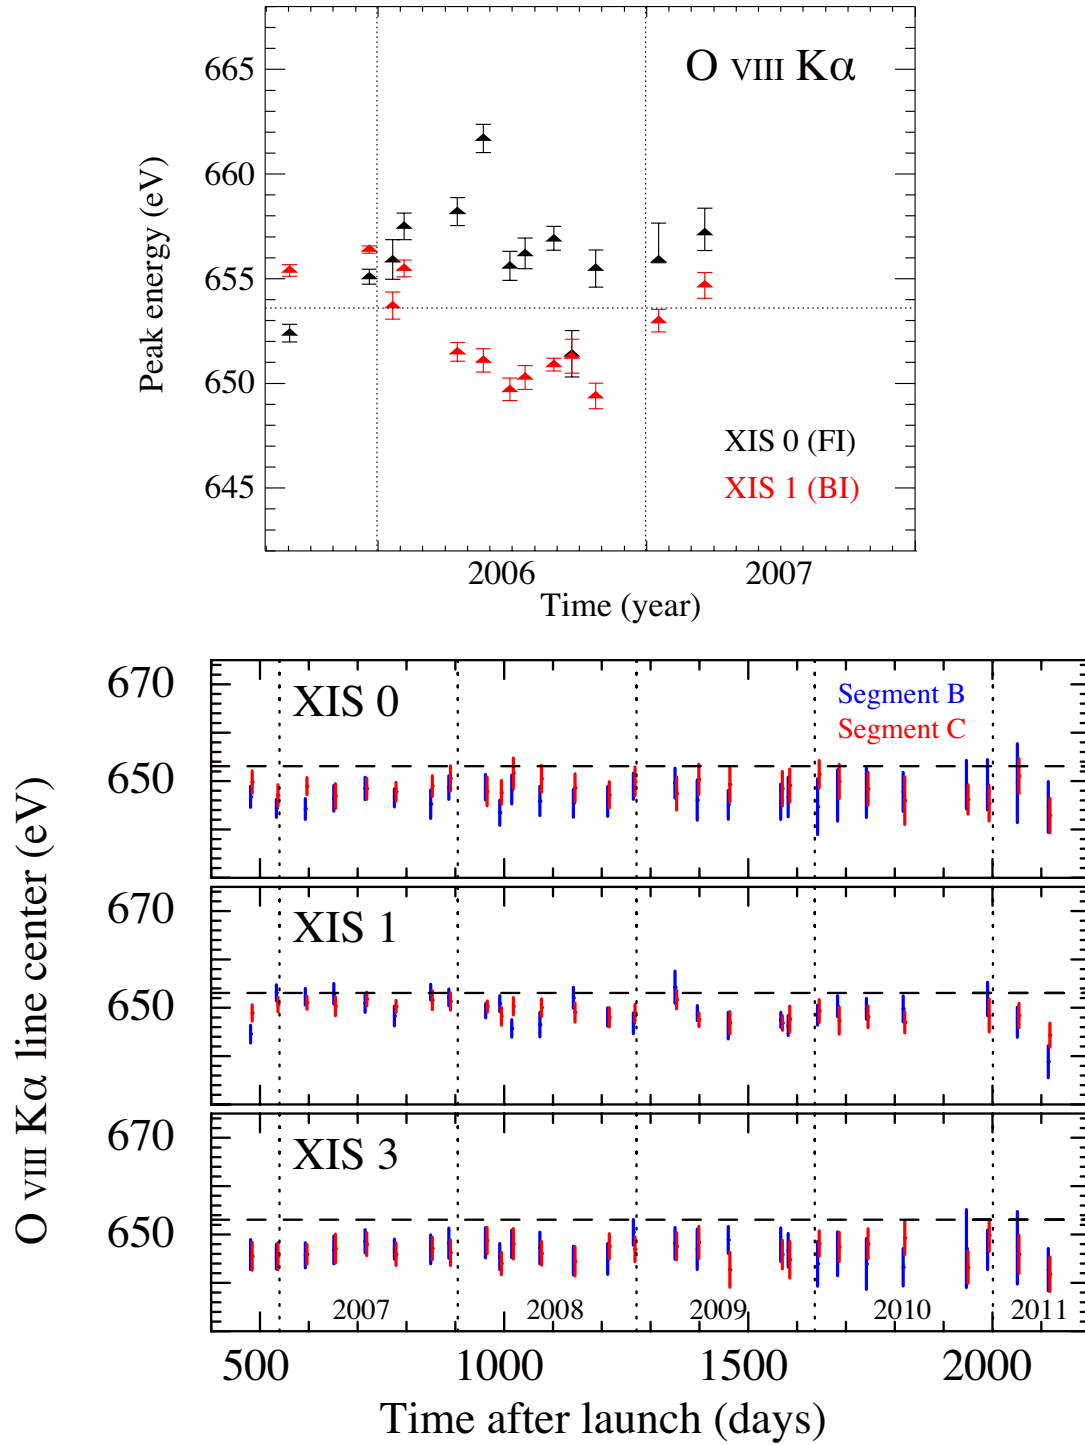 O VIII Kα
665
660
655
650
645
Peak energy (eV)
XIS 0 (FI)
XIS 1 (BI)
2006
2007
Time (year)
O VIII Kα line center (eV)
670
650
XIS 0
Segment B
Segment C
670
650
XIS 1
670
650
XIS 3
2007
2008
2009
2010
2011
500
1000
1500
2000
Time after launch (days)